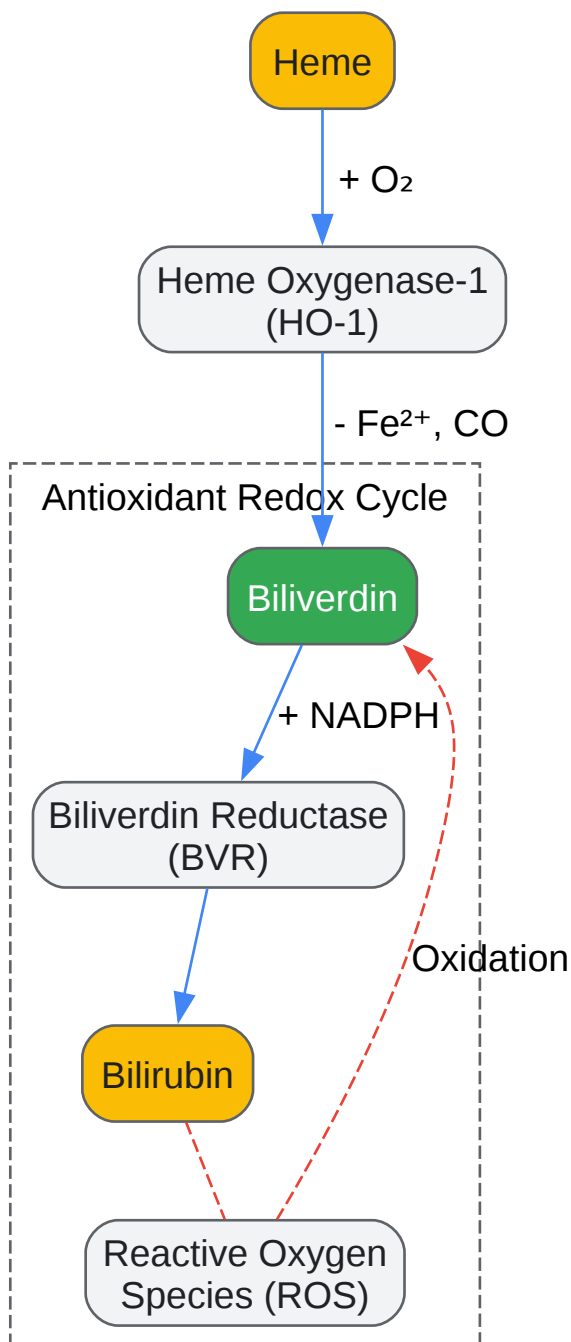 Heme
+ O₂
Heme Oxygenase-1
(HO-1)
- Fe²⁺, CO
Antioxidant Redox Cycle
Biliverdin
+ NADPH
Biliverdin Reductase
(BVR)
Oxidation
Bilirubin
Reactive Oxygen
Species (ROS)